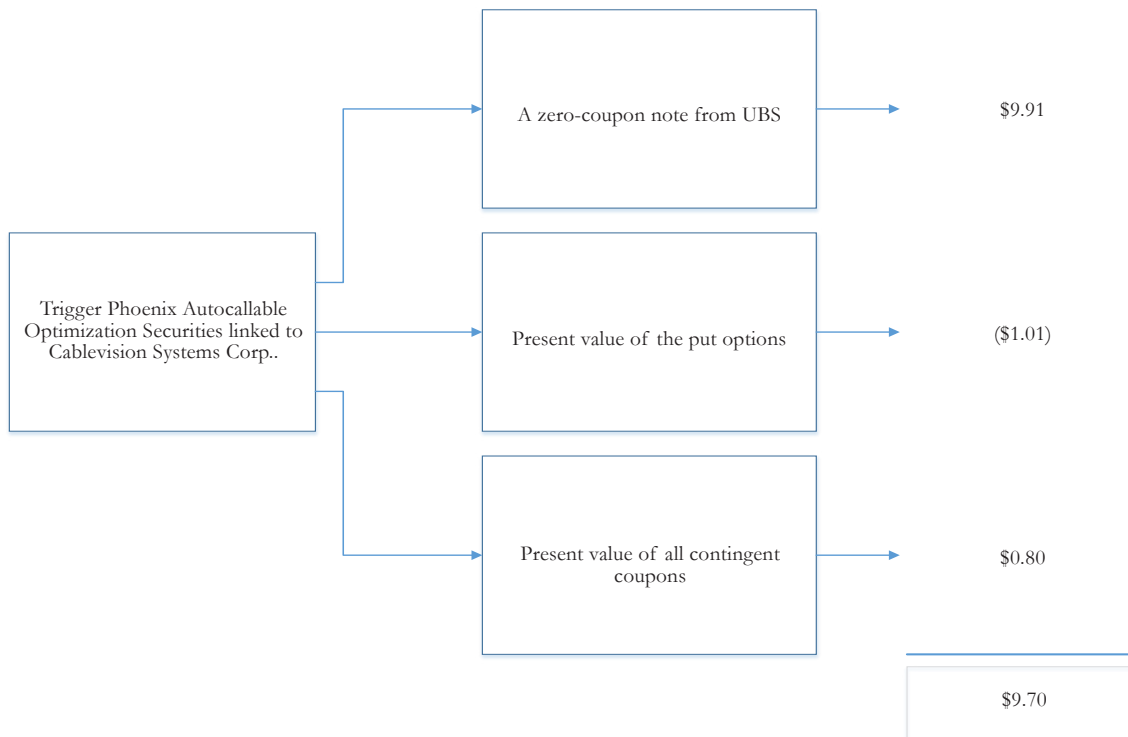 A zero-coupon note from UBS
$9.91
Trigger Phoenix Autocallable
Optimization Securities linked to
Cablevision Systems Corp..
Present value of the put options
($1.01)
Present value of all contingent
coupons
$0.80
$9.70